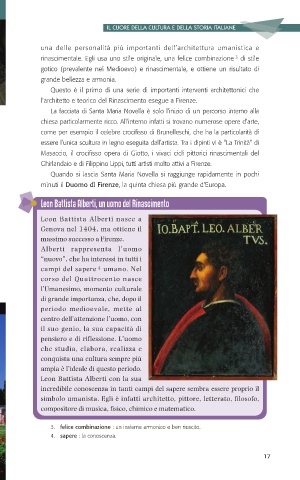 IL CUORE DELLA CULTURA E DELLA STORIA ITALIANE
una delle personalità più importanti dell'architettura umanistica e
rinascimentale. Egli usa uno stile originale, una felice combinazione 3 di stile
gotico (prevalente nel Medioevo) e rinascimentale, e ottiene un risultato di
grande bellezza e armonia.
Questo è il primo di una serie di importanti interventi architettonici che
l'architetto e teorico del Rinascimento esegue a Firenze.
La facciata di Santa Maria Novella è solo l'inizio di un percorso interno alla
chiesa particolarmente ricco. All'interno infatti si trovano numerose opere d'arte,
come per esempio il celebre crocifisso di Brunelleschi, che ha la particolarità di
essere l'unica scultura in legno eseguita dall'artista. Tra i dipinti vi è "La Trinità" di
Masaccio, il crocifisso opera di Giotto, i vivaci cicli pittorici rinascimentali del
Ghirlandaio e di Filippino Lippi, tutti artisti molto attivi a Firenze.
Quando si lascia Santa Maria Novella si raggiunge rapidamente in pochi
minuti il Duomo di Firenze, la quinta chiesa più grande d'Europa.
Leon Battista Alberti, un uomo del Rinascimento
Leon Battista Alberti nasce a
Genova nel 1404, ma ottiene il
massimo successo a Firenze.
Alberti rappresenta l'uomo
"nuovo", che ha interessi in tutti i
campi del sapere 4 umano. Nel
corso del Quattrocento nasce
l'Umanesimo, momento culturale
di grande importanza, che, dopo il
periodo medioevale, mette al
centro dell'attenzione l'uomo, con
il suo genio, la sua capacità di
pensiero e di riflessione. L'uomo
che studia, elabora, realizza e
conquista una cultura sempre più
ampia è l'ideale di questo periodo.
Leon Battista Alberti con la sua
incredibile conoscenza in tanti campi del sapere sembra essere proprio il
simbolo umanista. Egli è infatti architetto, pittore, letterato, filosofo,
compositore di musica, fisico, chimico e matematico.
IO. BAPT. LEO. ALBER
TVS.
3. felice combinazione : un insieme armonico e ben riuscito.
4. sapere : la conoscenza.
17